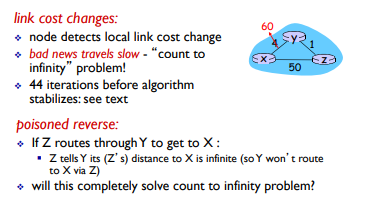 link cost changes:
❖ node detects local link cost change
❖ bad news travels slow - “count to
infinity” problem!
❖ 44 iterations before algorithm
stabilizes: see text
poisoned reverse:
❖ If Z routes through Y to get to X :
▪ Z tells Y its (Z’s) distance to X is infinite (so Y won’t route
to X via Z)
❖ will this completely solve count to infinity problem?
60
4
y
1
x
z
50